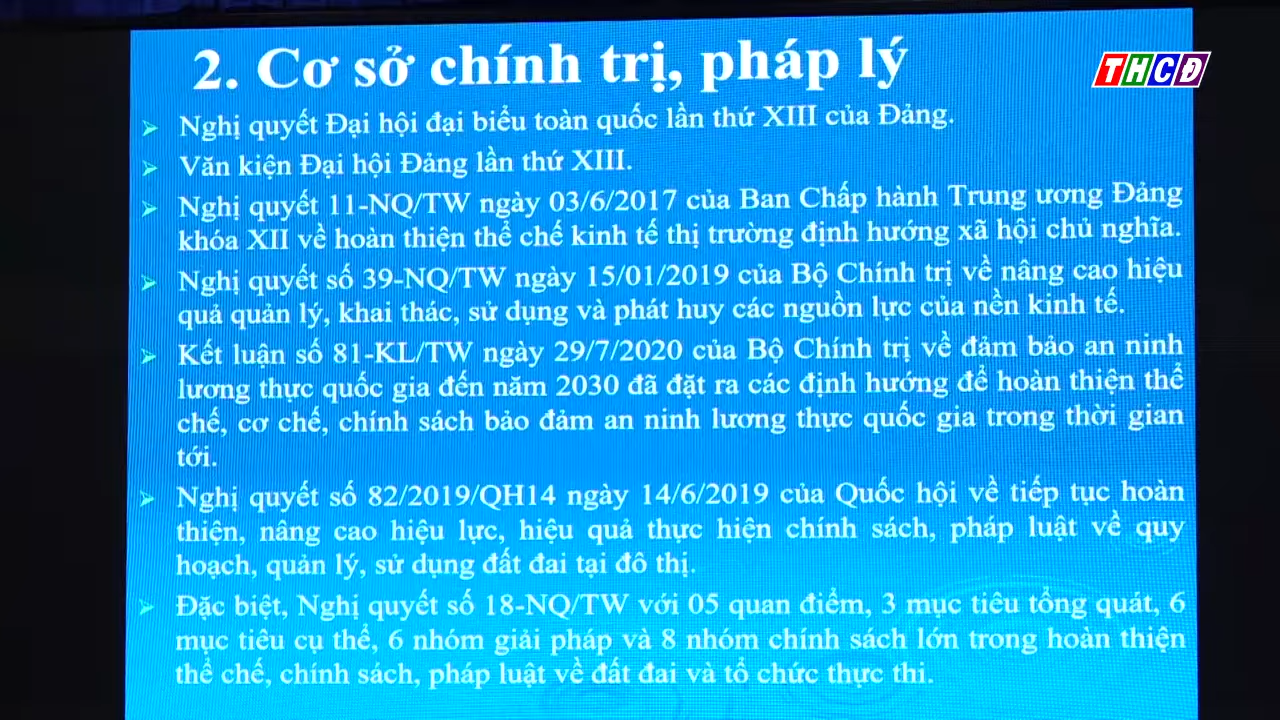 2. Cơ sở chính trị, pháp lý
THCĐ
➢ Nghị quyết Đại hội đại biểu toàn quốc lần thứ XIII của Đảng.
➢ Văn kiện Đại hội Đảng lần thứ XIII.
➢ Nghị quyết 11-NQ/TW ngày 03/6/2017 của Ban Chấp hành Trung ương Đảng
khóa XII về hoàn thiện thể chế kinh tế thị trường định hướng xã hội chủ nghĩa.
➢ Nghị quyết số 39-NQ/TW ngày 15/01/2019 của Bộ Chính trị về nâng cao hiệu
quả quản lý, khai thác, sử dụng và phát huy các nguồn lực của nền kinh tế.
➢ Kết luận số 81-KL/TW ngày 29/7/2020 của Bộ Chính trị về đảm bảo an ninh
lương thực quốc gia đến năm 2030 đã đặt ra các định hướng để hoàn thiện thể
chế, cơ chế, chính sách bảo đảm an ninh lương thực quốc gia trong thời gian
tới.
➢ Nghị quyết số 82/2019/QH14 ngày 14/6/2019 của Quốc hội về tiếp tục hoàn
thiện, nâng cao hiệu lực, hiệu quả thực hiện chính sách, pháp luật về quy
hoạch, quản lý, sử dụng đất đai tại đô thị.
➢ Đặc biệt, Nghị quyết số 18-NQ/TW với 05 quan điểm, 3 mục tiêu tổng quát, 6
mục tiêu cụ thể, 6 nhóm giải pháp và 8 nhóm chính sách lớn trong hoàn thiện
thể chế, chính sách, pháp luật về đất đai và tổ chức thực thi.